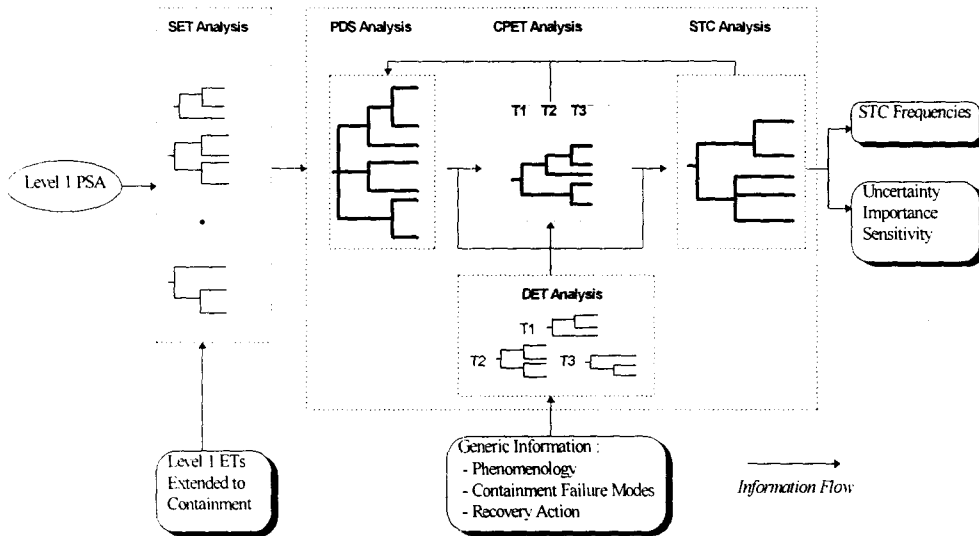 SET Analysis
PDS Analysis
CPET Analysis
STC Analysis
T1 T2 T3
Level 1 PSA
STC Frequencies
Uncertainty
Importance
Sensitivity
DET Analysis
T1
T2
T3
Level 1 ETs
Extended to
Containment
Generic Information :
- Phenomenology
- Containment Failure Modes
- Recovery Action
Information Flow